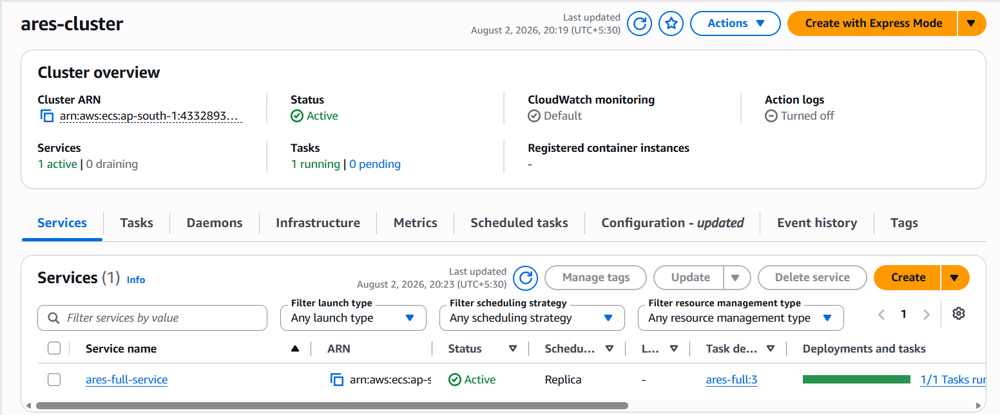 ares-cluster
Last updated
August 2, 2026, 20:19 (UTC+5:30)
Actions
Create with Express Mode
Cluster overview
Cluster ARN
arn:aws:ecs:ap-south-1:4332893...
Status
Active
CloudWatch monitoring
Default
Action logs
Turned off
Services
1 active | 0 draining
Tasks
1 running | 0 pending
Registered container instances
-
Services Tasks Daemons Infrastructure Metrics Scheduled tasks Configuration - updated Event history Tags
Services (1) Info
Last updated
August 2, 2026, 20:23 (UTC+5:30)
Manage tags
Update
Delete service
Create
Filter services by value
Filter launch type
Any launch type
Filter scheduling strategy
Any scheduling strategy
Filter resource management type
Any resource management type
1
Service name ARN Status Schedu... L... Task de... Deployments and tasks
ares-full-service arn:aws:ecs:ap-s Active Replica - ares-full:3 1/1 Tasks rur